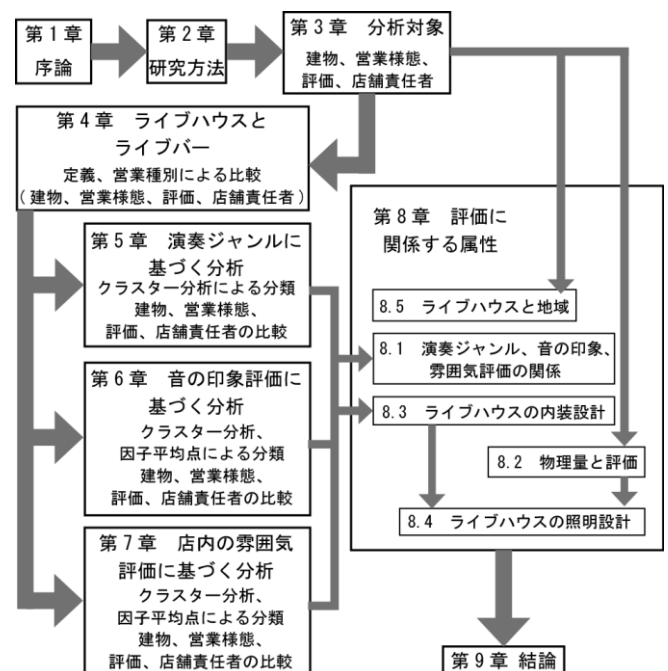 第1章
序論
第2章
研究方法
第3章 分析対象
建物、営業様態、
評価、店舗責任者
第4章 ライブハウスと
ライブバー
定義、営業種別による比較
(建物、営業様態、評価、店舗責任者)
第5章 演奏ジャンルに
基づく分析
クラスター分析による分類
建物、営業様態、
評価、店舗責任者の比較
第6章 音の印象評価に
基づく分析
クラスター分析、
因子平均点による分類
建物、営業様態、
評価、店舗責任者の比較
第7章 店内の雰囲気
評価に基づく分析
クラスター分析、
因子平均点による分類
建物、営業様態、
評価、店舗責任者の比較
第8章 評価に
関係する属性
8.5 ライブハウスと地域
8.1 演奏ジャンル、音の印象、
雰囲気評価の関係
8.3 ライブハウスの内装設計
8.2 物理量と評価
8.4 ライブハウスの照明設計
第9章 結論